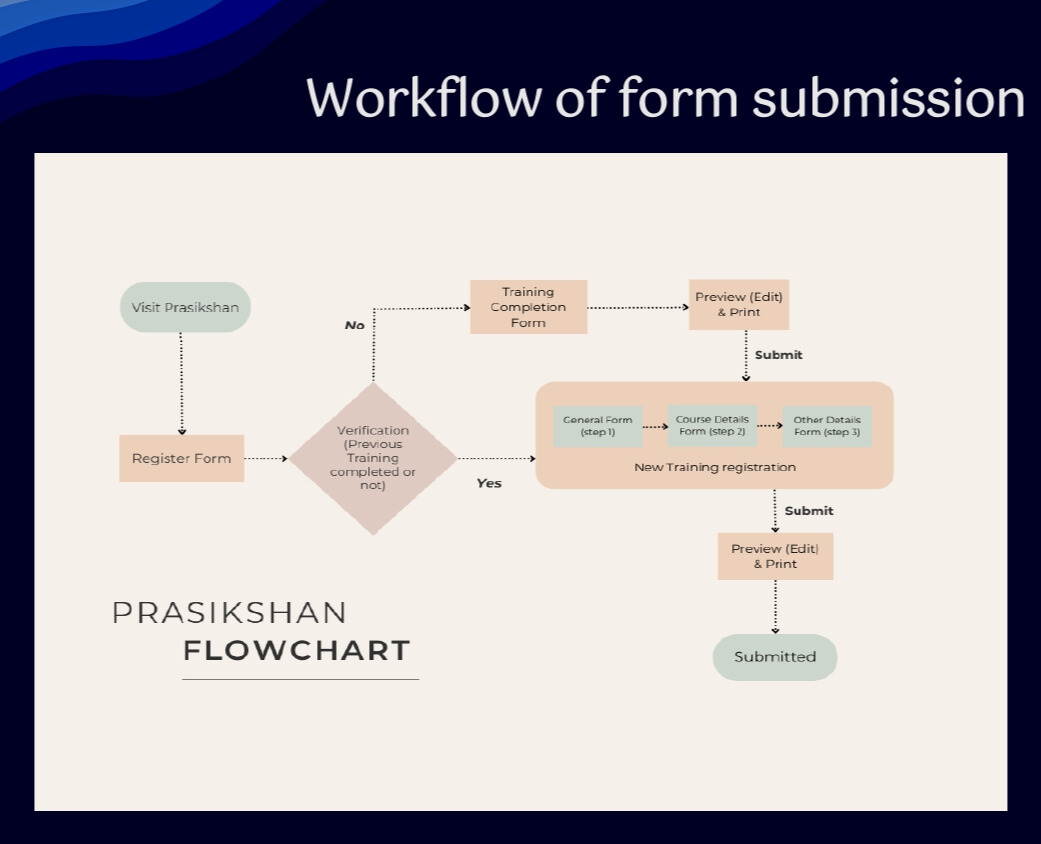 Workflow of form submission
Visit Prasikshan
Register Form
Verification
(Previous
Training
completed or
not)
No
Training
Completion
Form
Preview (Edit)
& Print
Submit
Yes
General Form
(step 1)
Course Details
Form (step 2)
Other Details
Form (step 3)
New Training registration
Submit
Preview (Edit)
& Print
Submitted
PRASIKSHAN
FLOWCHART